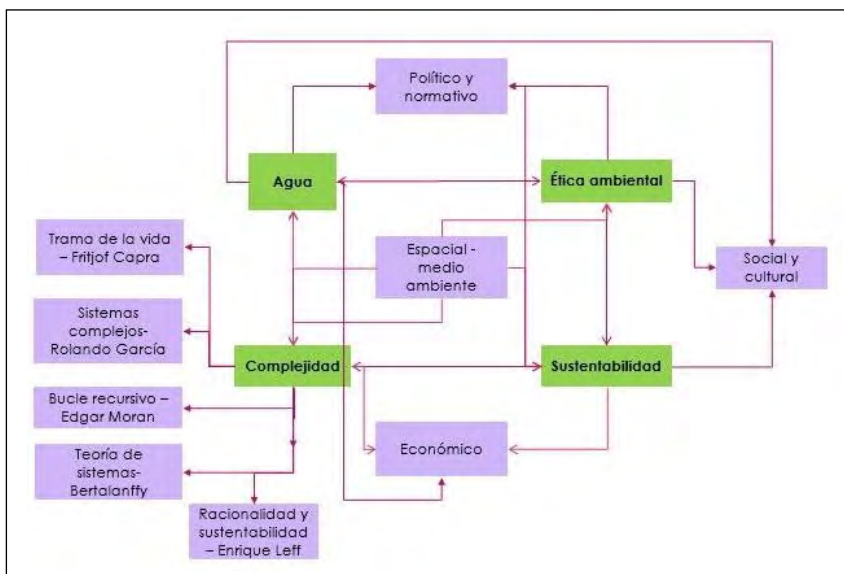 Político y
normativo
Agua
Ética ambiental
Trama de la vida
– Fritjof Capra
Espacial -
medio
ambiente
Social y
cultural
Sistemas
complejos-
Rolando García
Complejidad
Sustentabilidad
Bucle recursivo –
Edgar Moran
Económico
Teoría de
sistemas-
Bertalanffy
Racionalidad y
sustentabilidad
– Enrique Leff